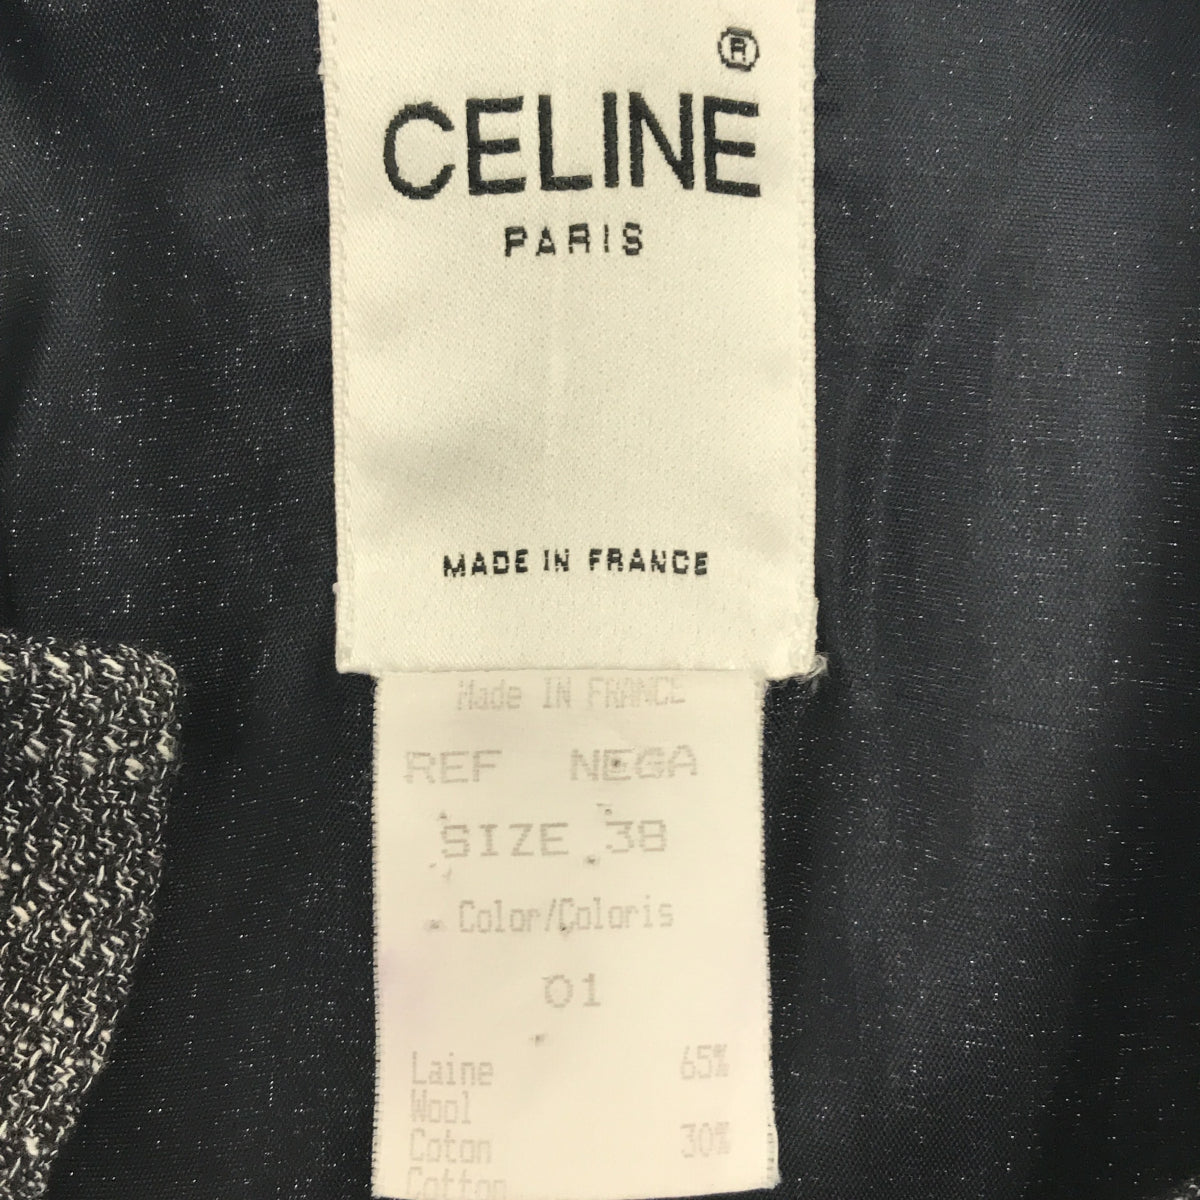 ®
CELINE
PARIS
MADE IN FRANCE
Made IN FRANCE
REF NEGA
SIZE 38
Color/Coloris
01
Laine 65%
Wool
Coton 30%
Cotton